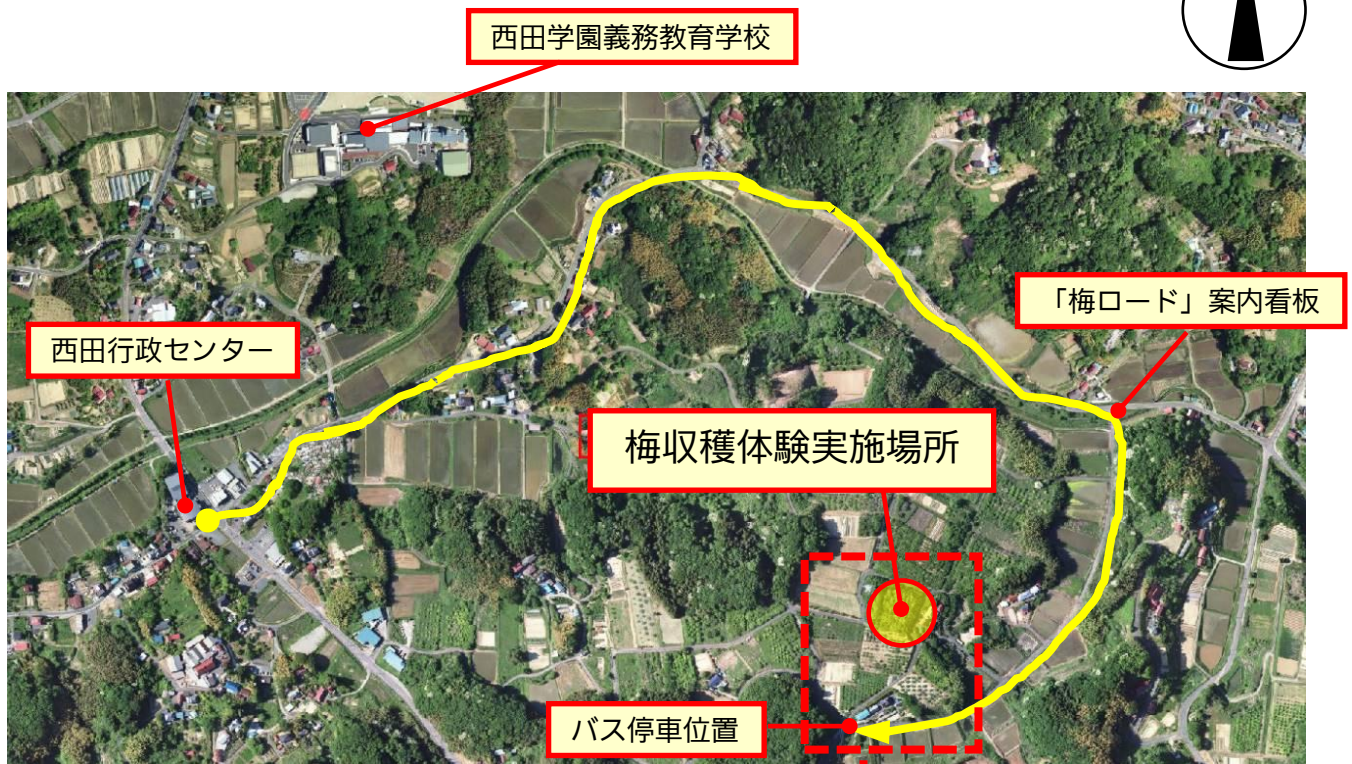 西田学園義務教育学校
「梅ロード」案内看板
西田行政センター
梅収穫体験実施場所
バス停車位置